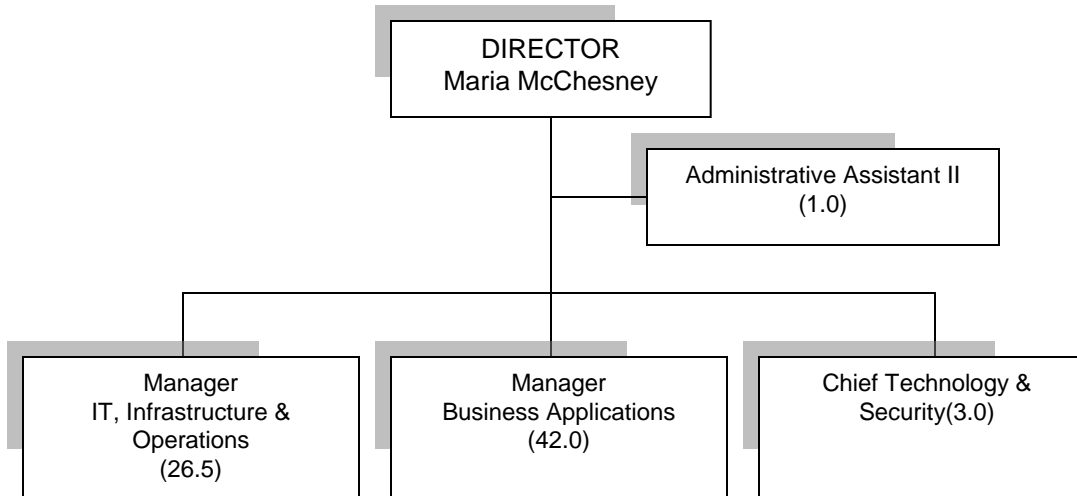 DIRECTOR
Maria McChesney
Administrative Assistant II
(1.0)
Manager
IT, Infrastructure &
Operations
(26.5)
Manager
Business Applications
(42.0)
Chief Technology &
Security(3.0)